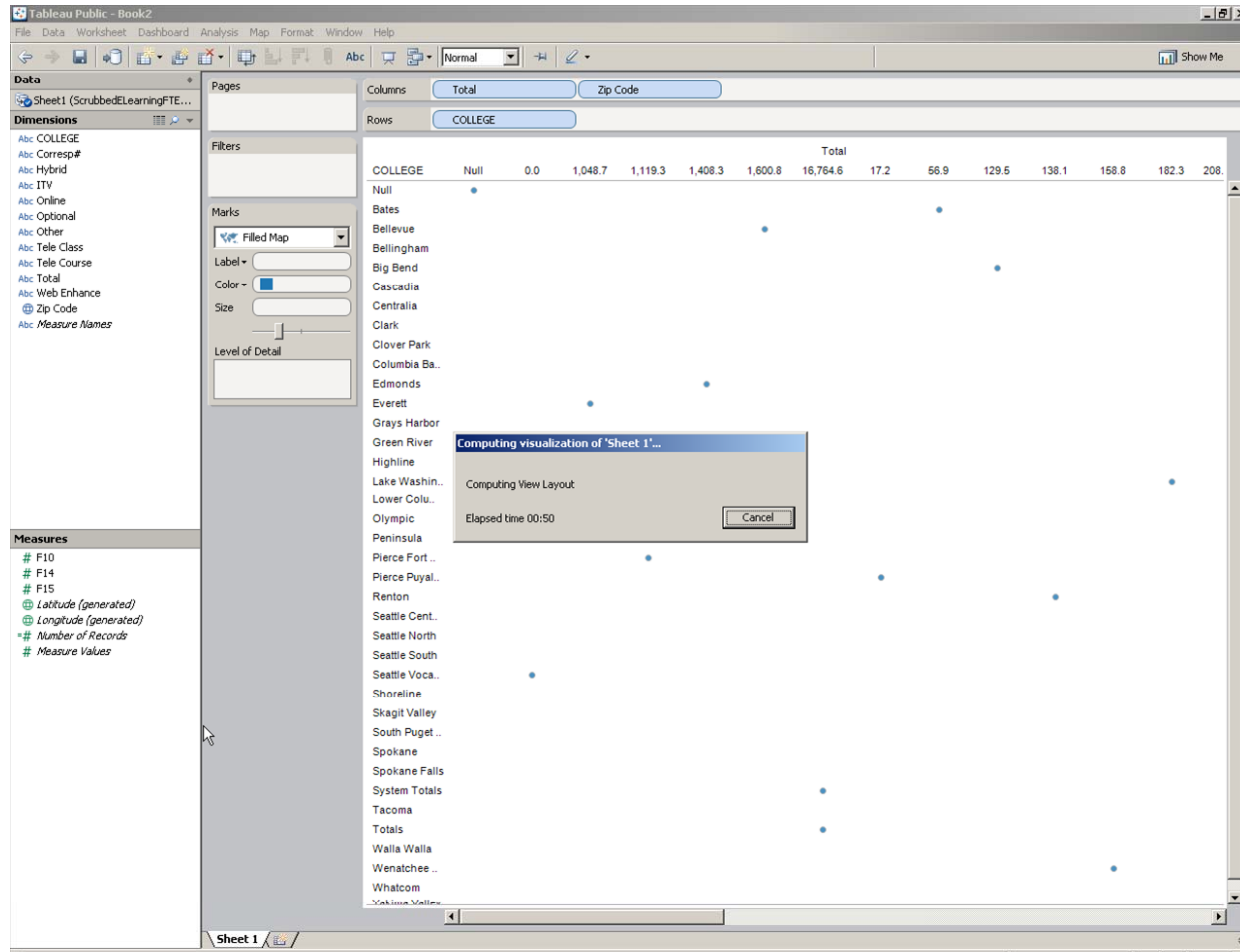 Tableau Public - Book2
File Data Worksheet Dashboard Analysis Map Format Window Help
Abc Normal Show Me
Data
Sheet1 (ScrubbedELearningFTE...
Dimensions
Abc COLLEGE
Abc Corresp#
Abc Hybrid
Abc ITV
Abc Online
Abc Optional
Abc Other
Abc Tele Class
Abc Tele Course
Abc Total
Abc Web Enhance
Zip Code
Abc Measure Names
Measures
# F10
# F14
# F15
Latitude (generated)
Longitude (generated)
=# Number of Records
# Measure Values
Pages
Filters
Marks
Filled Map
Label
Color
Size
Level of Detail
Columns Total Zip Code
Rows COLLEGE
Total
COLLEGE Null 0.0 1,048.7 1,119.3 1,408.3 1,600.8 16,764.6 17.2 56.9 129.5 138.1 158.8 182.3 208.
Null
Bates
Bellevue
Bellingham
Big Bend
Cascadia
Centralia
Clark
Clover Park
Columbia Ba..
Edmonds
Everett
Grays Harbor
Green River
Highline
Lake Washin..
Lower Colu..
Olympic
Peninsula
Pierce Fort ..
Pierce Puyal..
Renton
Seattle Cent..
Seattle North
Seattle South
Seattle Voca..
Shoreline
Skagit Valley
South Puget ..
Spokane
Spokane Falls
System Totals
Tacoma
Totals
Walla Walla
Wenatchee ..
Whatcom
Yakima Valley
Computing visualization of 'Sheet 1'...
Computing View Layout
Elapsed time 00:50
Cancel
Sheet 1